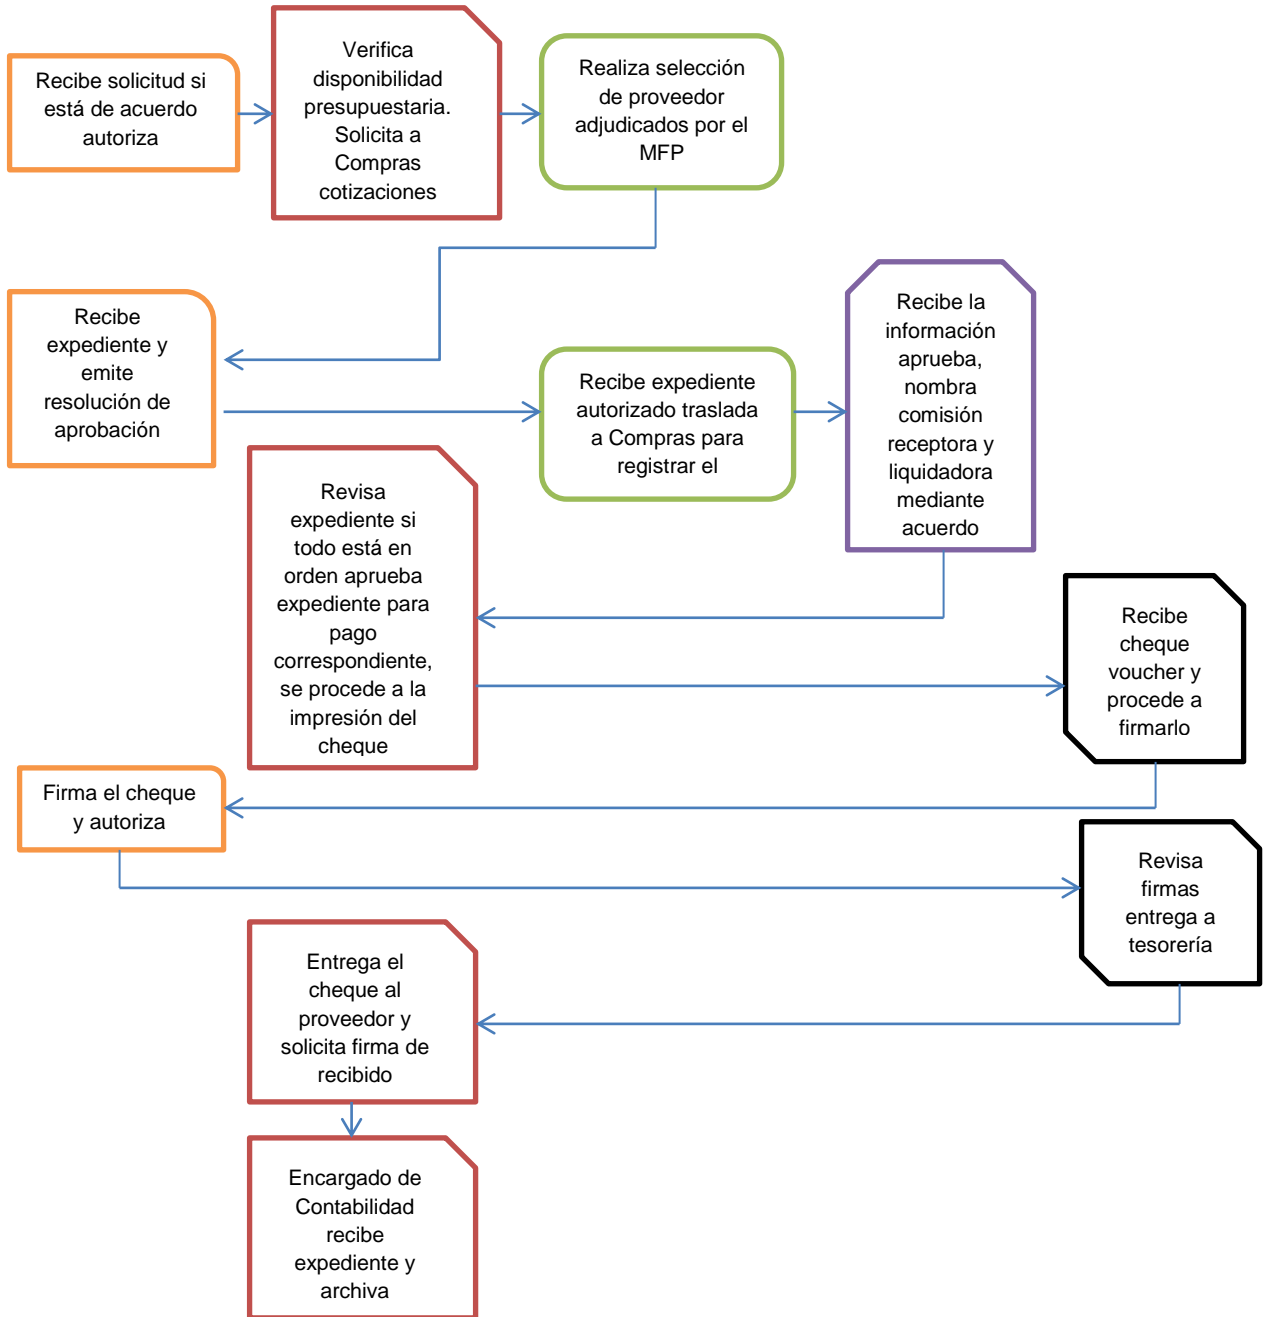 Recibe solicitud si
está de acuerdo
autoriza
Verifica
disponibilidad
presupuestaria.
Solicita a
Compras
cotizaciones
Realiza selección
de proveedor
adjudicados por el
MFP
Recibe
expediente y
emite
resolución de
aprobación
Recibe expediente
autorizado traslada
a Compras para
registrar el
Recibe la
información
aprueba,
nombra
comisión
receptora y
liquidadora
mediante
acuerdo
Revisa
expediente si
todo está en
orden aprueba
expediente para
pago
correspondiente,
se procede a la
impresión del
cheque
Recibe
cheque
voucher y
procede a
firmarlo
Firma el cheque
y autoriza
Revisa
firmas
entrega a
tesorería
Entrega el
cheque al
proveedor y
solicita firma de
recibido
Encargado de
Contabilidad
recibe
expediente y
archiva